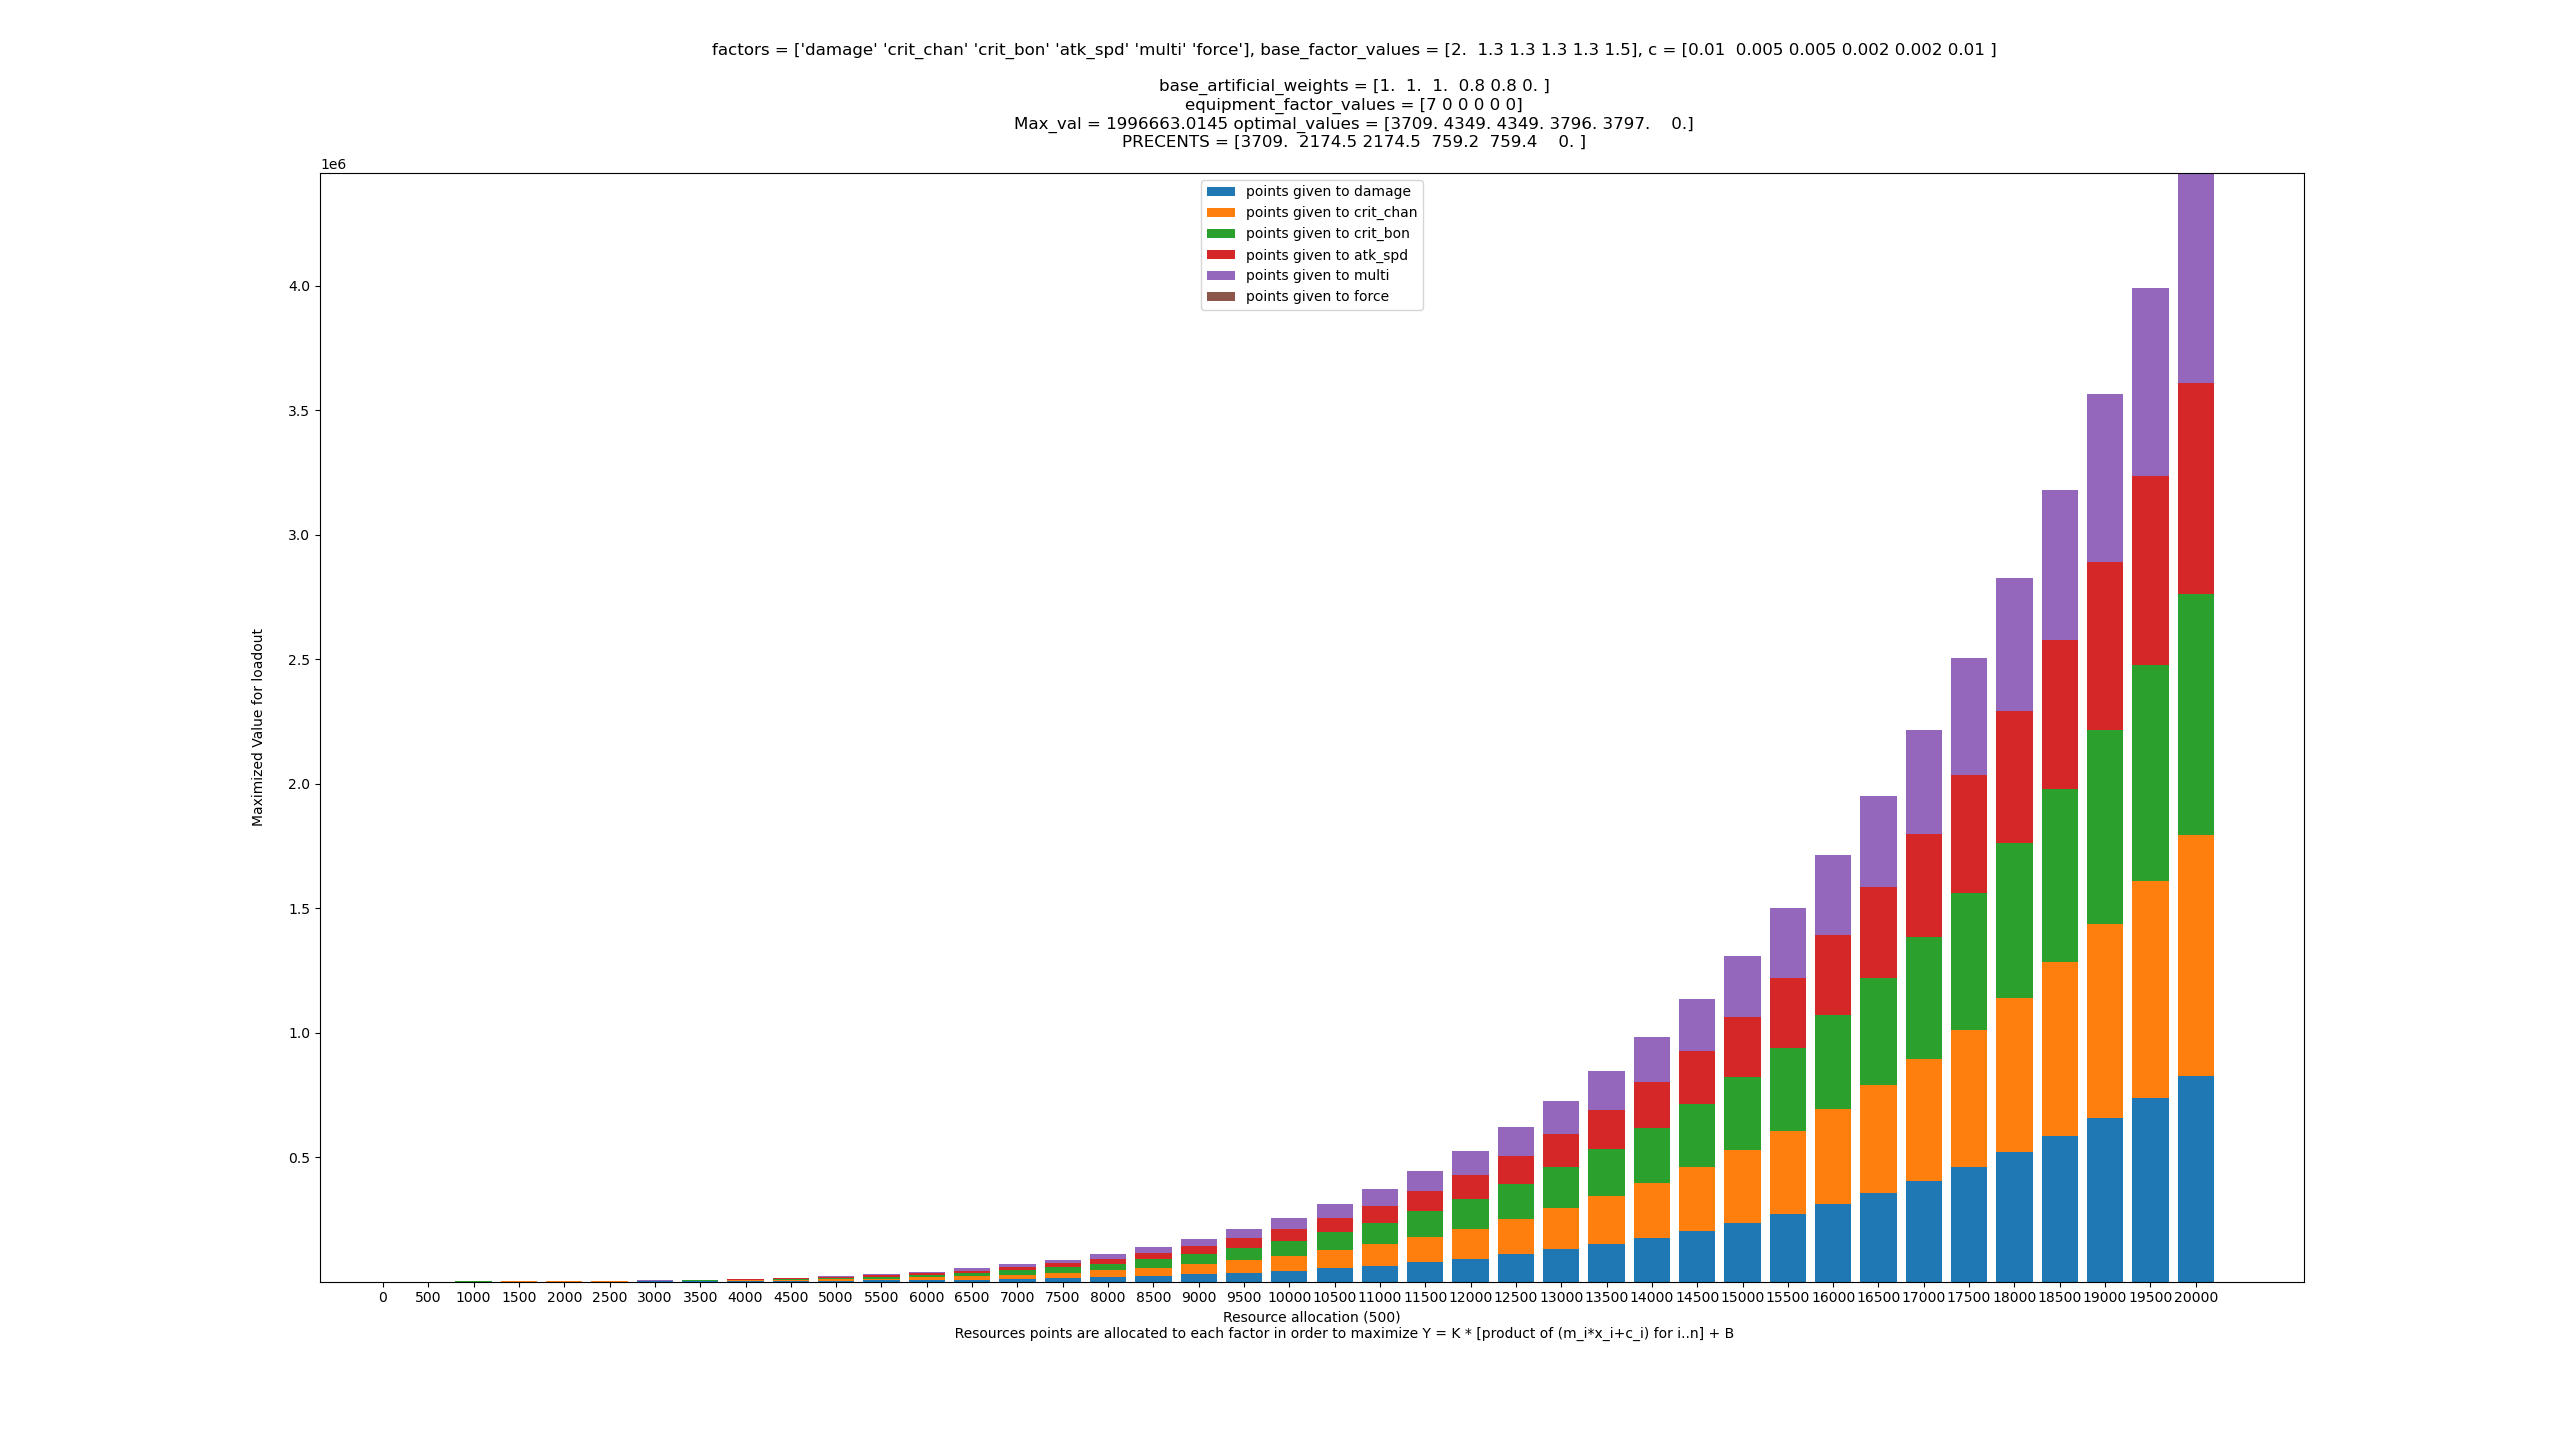 factors = ['damage' 'crit_chan' 'crit_bon' 'atk_spd' 'multi' 'force'], base_factor_values = [2.  1.3 1.3 1.3 1.3 1.5], c = [0.01  0.005 0.005 0.002 0.002 0.01 ]
base_artificial_weights = [1.  1.  1.  0.8 0.8 0. ]
equipment_factor_values = [7 0 0 0 0 0]
Max_val = 1996663.0145 optimal_values = [3709. 4349. 4349. 3796. 3797.    0.]
PRECENTS = [3709.  2174.5 2174.5  759.2  759.4    0. ]
1e6
points given to damage
points given to crit_chan
points given to crit_bon
points given to atk_spd
points given to multi
points given to force
4.0
3.5
3.0
2.5
2.0
1.5
1.0
0.5
Maximized Value for loadout
0 500 1000 1500 2000 2500 3000 3500 4000 4500 5000 5500 6000 6500 7000 7500 8000 8500 9000 9500 10000 10500 11000 11500 12000 12500 13000 13500 14000 14500 15000 15500 16000 16500 17000 17500 18000 18500 19000 19500 20000
Resource allocation (500)
Resources points are allocated to each factor in order to maximize Y = K * [product of (m_i*x_i+c_i) for i..n] + B